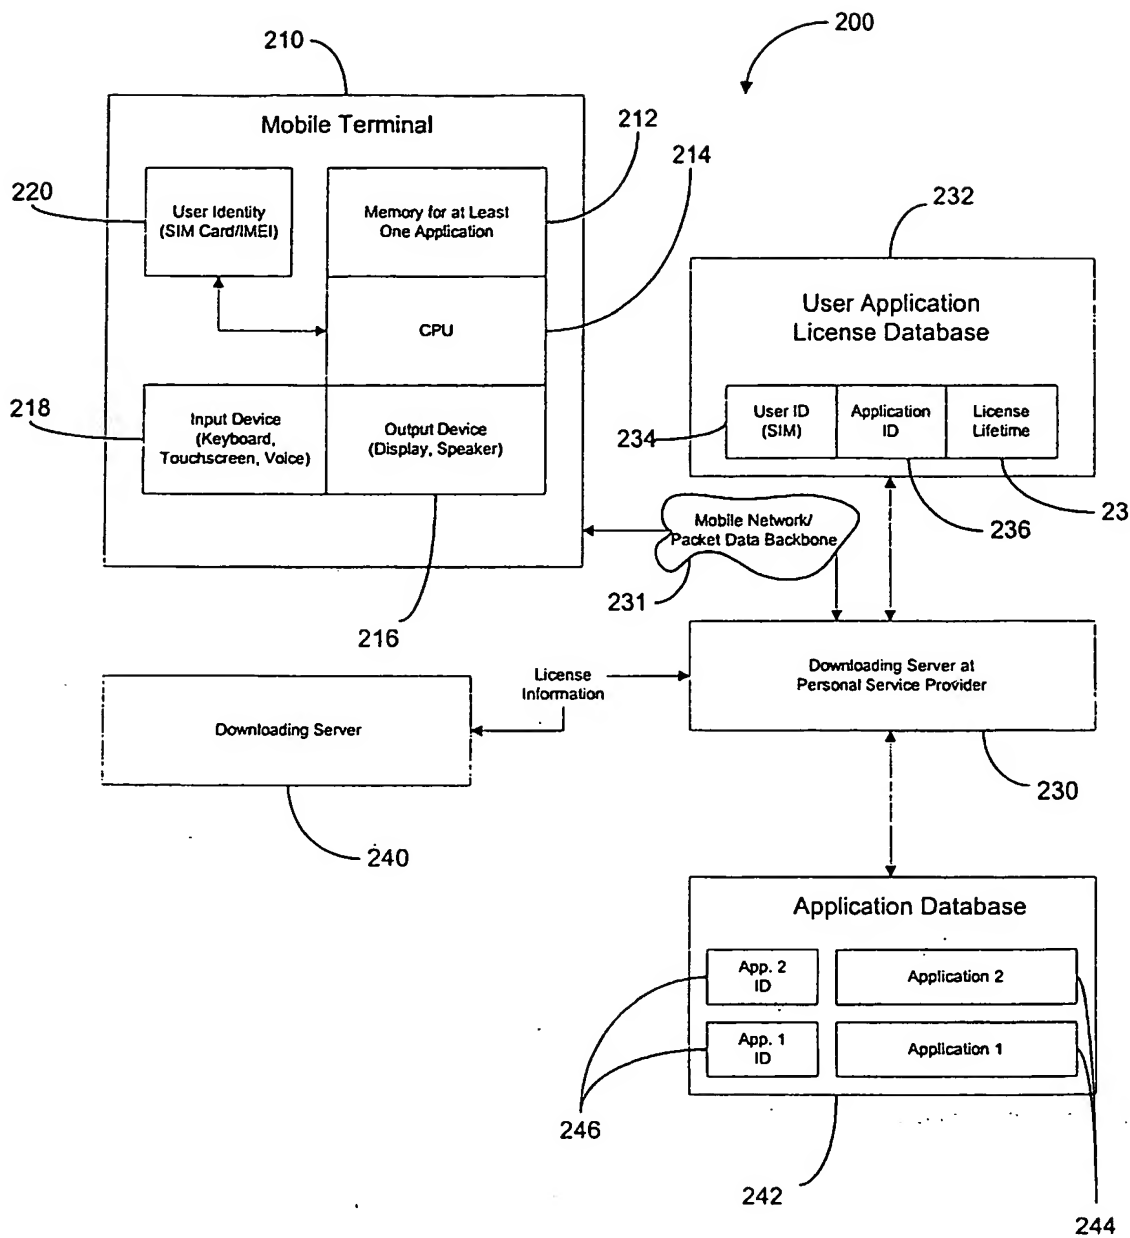 200
210
Mobile Terminal
212
214
220
User Identity
(SIM Card/IMEI)
Memory for at Least
One Application
232
CPU
User Application
License Database
218
Input Device
(Keyboard,
Touchscreen, Voice)
Output Device
(Display, Speaker)
234
User ID
(SIM)
Application
ID
License
Lifetime
236
23
Mobile Network/
Packet Data Backbone
231
216
License
Information
Downloading Server at
Personal Service Provider
Downloading Server
230
240
Application Database
App. 2
ID
Application 2
App. 1
ID
Application 1
246
242
244